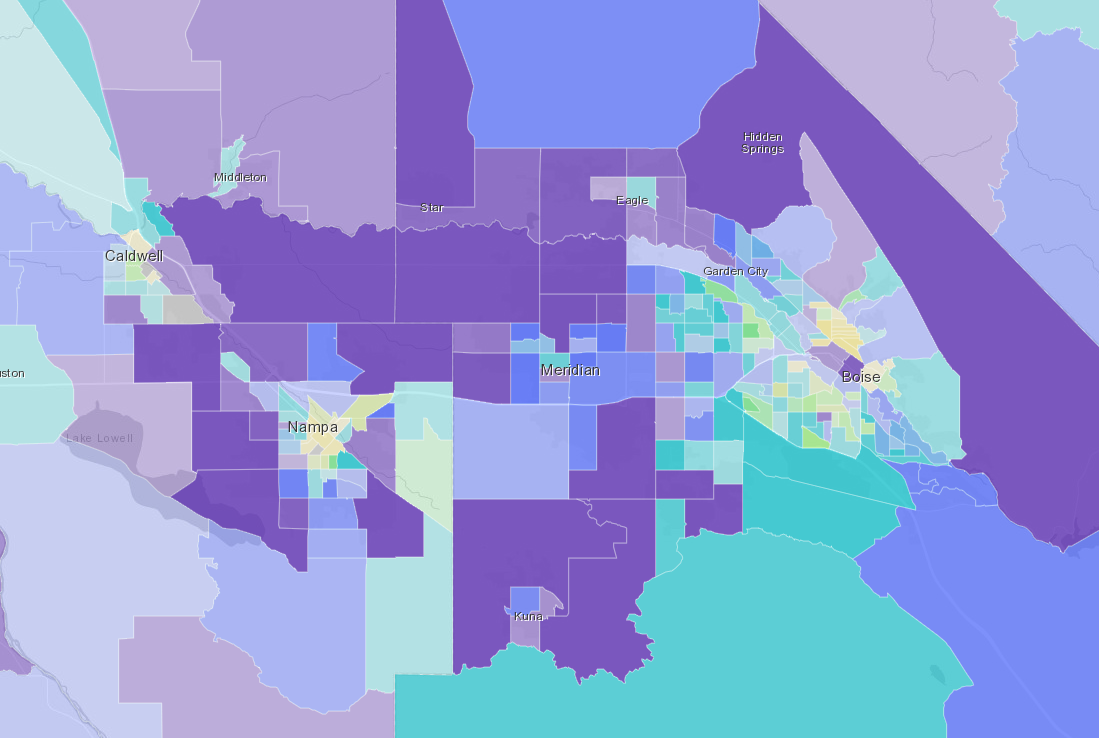 Hidden
Springs
Middleton
Eagle
Star
Caldwell
Garden City
Meridian
uston
Boise
Nampa
Lake Lowell
Kuna